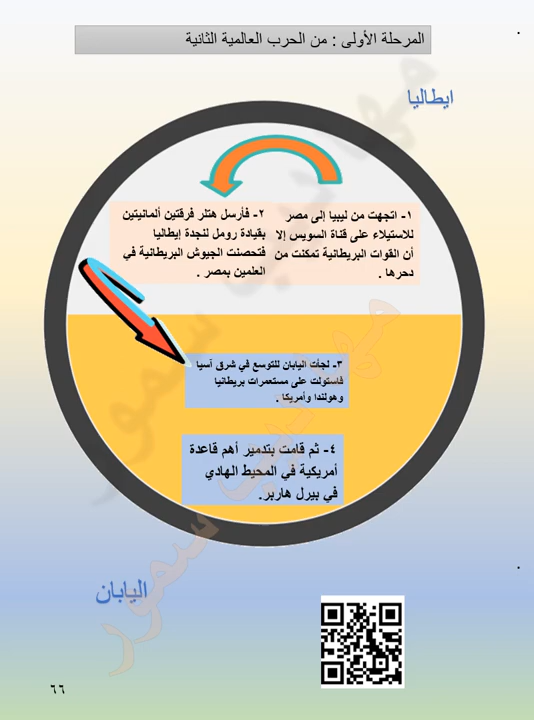 المرحلة الأولى : من الحرب العالمية الثانية
ايطاليا
١- اتجهت من ليبيا إلى مصر
للاستيلاء على قناة السويس إلا
أن القوات البريطانية تمكنت من
دحرها .
٢- فأرسل هتلر فرقتين ألمانيتين
بقيادة رومل لنجدة إيطاليا
فتحصنت الجيوش البريطانية في
العلمين بمصر .
٣- لجأت اليابان للتوسع في شرق آسيا
فاستولت على مستعمرات بريطانيا
وهولندا وأمريكا .
٤- ثم قامت بتدمير أهم قاعدة
أمريكية في المحيط الهادي
في بيرل هاربر.
اليابان
٦٦